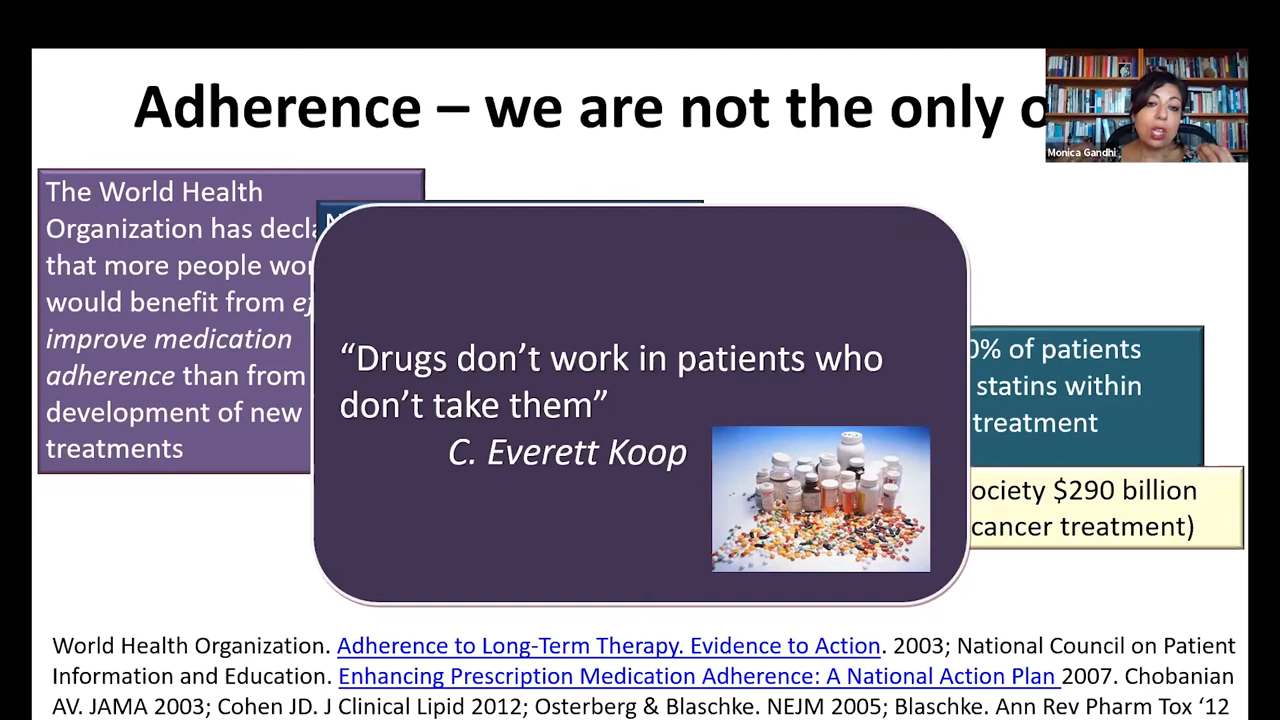 Adherence – we are not the only
Monica Gandhi
The World Health
Organization has
that more people
would benefit from
improve medication
adherence than from
development of new
treatments
“Drugs don’t work in patients who
don’t take them”
C. Everett Koop
0% of patients
statins within
treatment
ociety $290 billion
cancer treatment)
World Health Organization. Adherence to Long-Term Therapy. Evidence to Action. 2003; National Council on Patient
Information and Education. Enhancing Prescription Medication Adherence: A National Action Plan 2007. Chobanian
AV. JAMA 2003; Cohen JD. J Clinical Lipid 2012; Osterberg & Blaschke. NEJM 2005; Blaschke. Ann Rev Pharm Tox ‘12